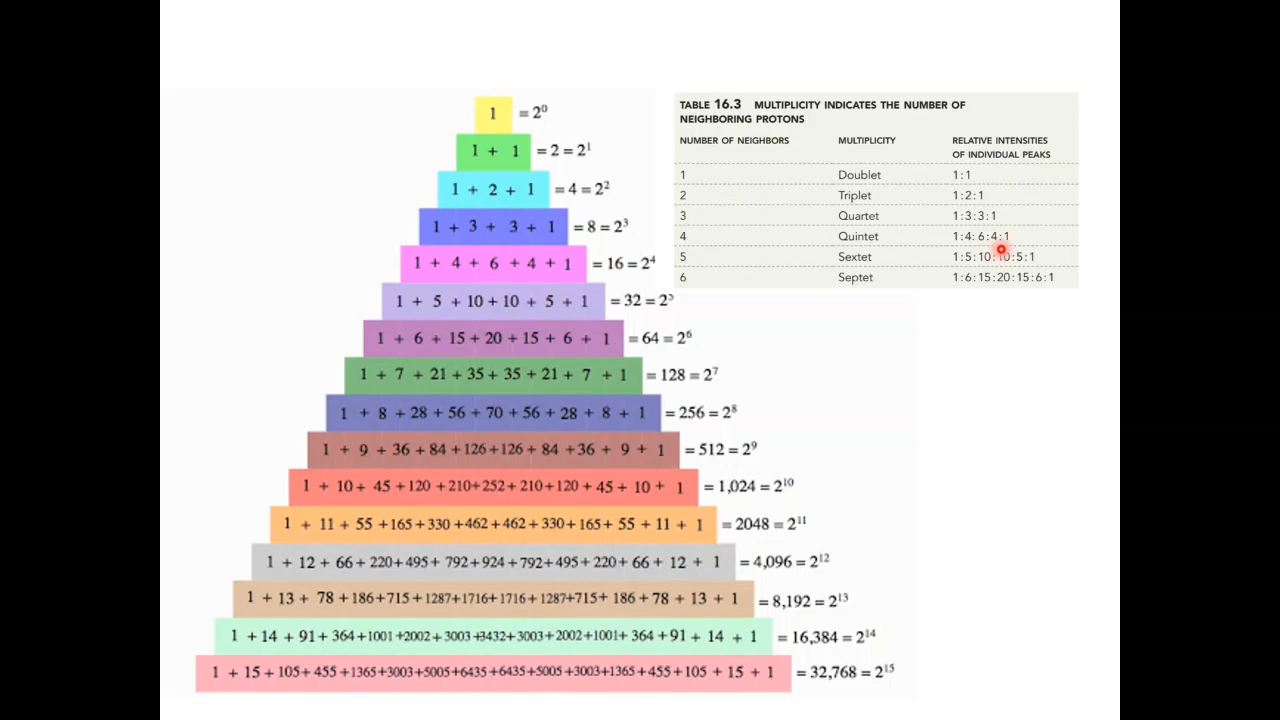 1 = 2⁰
1 + 1 = 2 = 2¹
1 + 2 + 1 = 4 = 2²
1 + 3 + 3 + 1 = 8 = 2³
1 + 4 + 6 + 4 + 1 = 16 = 2⁴
1 + 5 + 10 + 10 + 5 + 1 = 32 = 2⁵
1 + 6 + 15 + 20 + 15 + 6 + 1 = 64 = 2⁶
1 + 7 + 21 + 35 + 35 + 21 + 7 + 1 = 128 = 2⁷
1 + 8 + 28 + 56 + 70 + 56 + 28 + 8 + 1 = 256 = 2⁸
1 + 9 + 36 + 84 + 126 + 126 + 84 + 36 + 9 + 1 = 512 = 2⁹
1 + 10 + 45 + 120 + 210 + 252 + 210 + 120 + 45 + 10 + 1 = 1,024 = 2¹⁰
1 + 11 + 55 + 165 + 330 + 462 + 462 + 330 + 165 + 55 + 11 + 1 = 2048 = 2¹¹
1 + 12 + 66 + 220 + 495 + 792 + 924 + 792 + 495 + 220 + 66 + 12 + 1 = 4,096 = 2¹²
1 + 13 + 78 + 186 + 715 + 1287 + 1716 + 1716 + 1287 + 715 + 186 + 78 + 13 + 1 = 8,192 = 2¹³
1 + 14 + 91 + 364 + 1001 + 2002 + 3003 + 3432 + 3003 + 2002 + 1001 + 364 + 91 + 14 + 1 = 16,384 = 2¹⁴
1 + 15 + 105 + 455 + 1365 + 3003 + 5005 + 6435 + 6435 + 5005 + 3003 + 1365 + 455 + 105 + 15 + 1 = 32,768 = 2¹⁵
TABLE 16.3 MULTIPLICITY INDICATES THE NUMBER OF
NEIGHBORING PROTONS
NUMBER OF NEIGHBORS MULTIPLICITY RELATIVE INTENSITIES
OF INDIVIDUAL PEAKS
1 Doublet 1:1
2 Triplet 1:2:1
3 Quartet 1:3:3:1
4 Quintet 1:4:6:4:1
5 Sextet 1:5:10:10:5:1
6 Septet 1:6:15:20:15:6:1